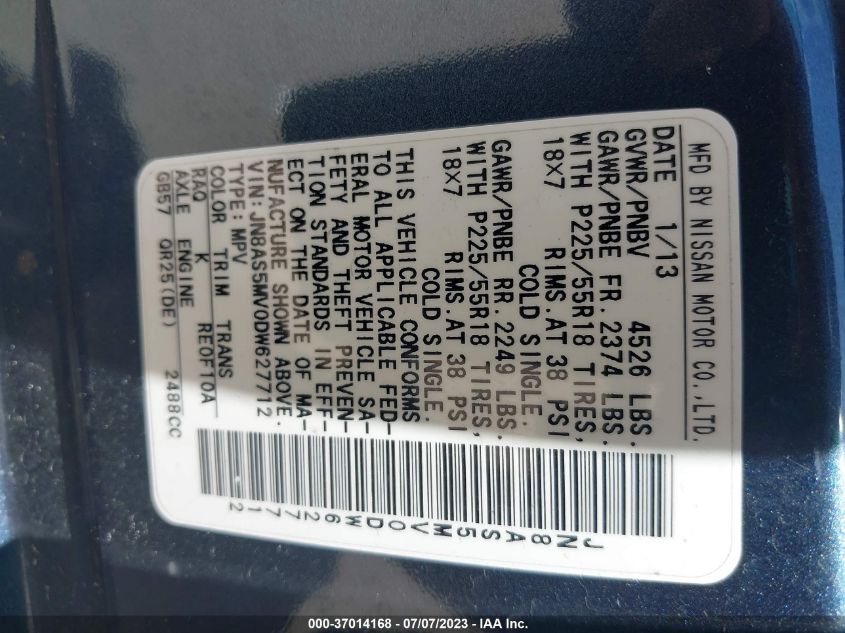 MFD BY NISSAN MOTOR CO.,LTD.
DATE 1/13
GVWR/PNBV 4526 LBS.
GAWR/PNBE FR. 2374 LBS.
WITH P225/55R18 TIRES,
18X7 RIMS.AT 38 PSI
COLD SINGLE.
GAWR/PNBE RR. 2249 LBS.
WITH P225/55R18 TIRES,
18X7 RIMS.AT 38 PSI
COLD SINGLE.
THIS VEHICLE CONFORMS
TO ALL APPLICABLE FED-
ERAL MOTOR VEHICLE SA-
FETY AND THEFT PREVEN-
TION STANDARDS IN EFF-
ECT ON THE DATE OF MA-
NUFACTURE SHOWN ABOVE.
VIN: JN8AS5MV0DW627712
TYPE: MPV
COLOR TRIM TRANS
RAQ K RE0F10A
AXLE ENGINE
GB57 QR25(DE) 2488CC
JN8AS5MV0DW627712
000-37014168 - 07/07/2023 - IAA Inc.